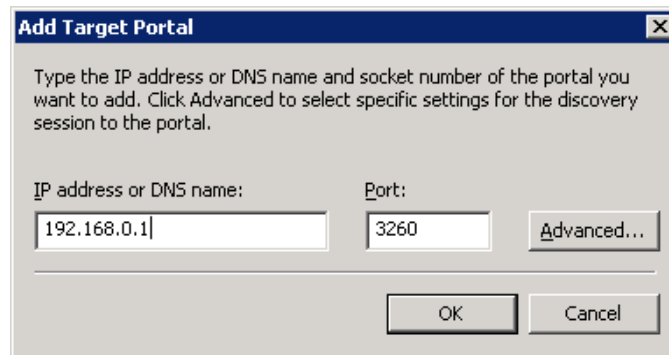 Add Target Portal
Type the IP address or DNS name and socket number of the portal you
want to add. Click Advanced to select specific settings for the discovery
session to the portal.
IP address or DNS name: Port:
192.168.0.1 3260 Advanced...
OK Cancel